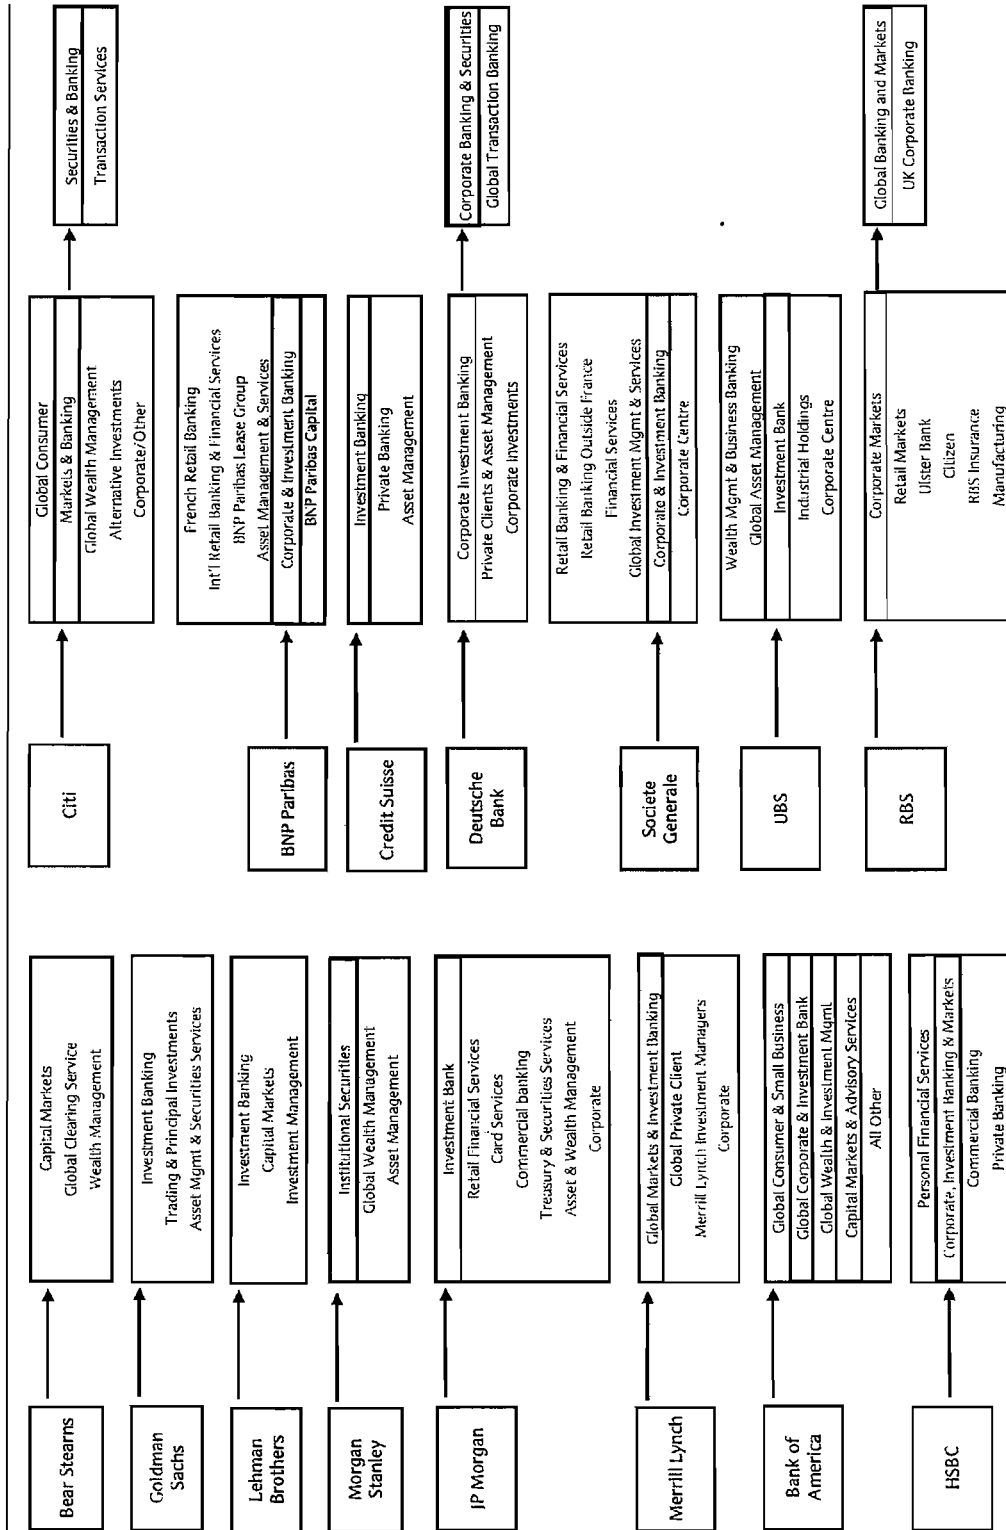 Bear Stearns
Capital Markets
Global Clearing Service
Wealth Management
Goldman
Sachs
Investment Banking
Trading & Principal Investments
Asset Mgmt & Securities Services
Lehman
Brothers
Investment Banking
Capital Markets
Investment Management
Morgan
Stanley
Institutional Securities
Global Wealth Management
Asset Management
JP Morgan
Investment Bank
Retail Financial Services
Card Services
Commercial banking
Treasury & Securities Services
Asset & Wealth Management
Corporate
Merrill Lynch
Global Markets & Investment Banking
Global Private Client
Merrill Lynch Investment Managers
Corporate
Bank of
America
Global Consumer & Small Business
Global Corporate & Investment Bank
Global Wealth & Investment Mgmt
Capital Markets & Advisory Services
All Other
HSBC
Personal Financial Services
Corporate, Investment Banking & Markets
Commercial Banking
Private Banking
Citi
Global Consumer
Markets & Banking
Global Wealth Management
Alternative Investments
Corporate/Other
Securities & Banking
Transaction Services
BNP Paribas
French Retail Banking
Int'l Retail Banking & Financial Services
BNP Paribas Lease Group
Asset Management & Services
Corporate & Investment Banking
BNP Paribas Capital
Credit Suisse
Investment Banking
Private Banking
Asset Management
Deutsche
Bank
Corporate Investment Banking
Private Clients & Asset Management
Corporate Investments
Corporate Banking & Securities
Global Transaction Banking
Societe
Generale
Retail Banking & Financial Services
Retail Banking Outside France
Financial Services
Global Investment Mgmt & Services
Corporate & Investment Banking
Corporate Centre
UBS
Wealth Mgmt & Business Banking
Global Asset Management
Investment Bank
Industrial Holdings
Corporate Centre
RBS
Corporate Markets
Retail Markets
Ulster Bank
Citizen
RBS Insurance
Manufacturing
Global Banking and Markets
UK Corporate Banking